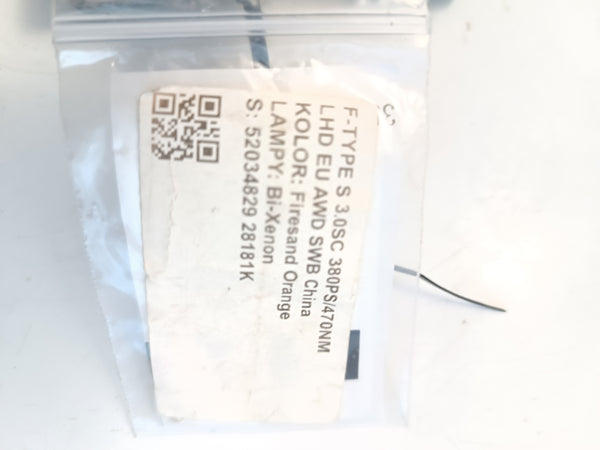 F-TYPE S 3.0SC 380PS/470NM
LHD EU AWD SWB China
KOLOR: Firesand Orange
LAMPY: Bi-Xenon
S: 52034829 28181K